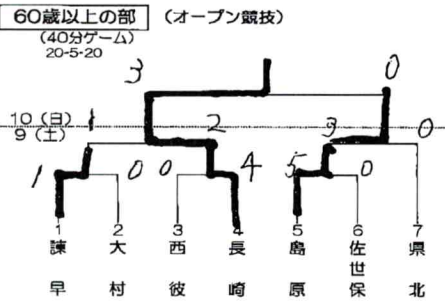 60歳以上の部 （オープン競技）
（40分ゲーム）
20-5-20
3 0
10（日） 1 2 3 0
9（土）
1 0 0 4 5 0
1 2 3 4 5 6 7
諫早 大村 西彼 長崎 島原 佐世保 県北